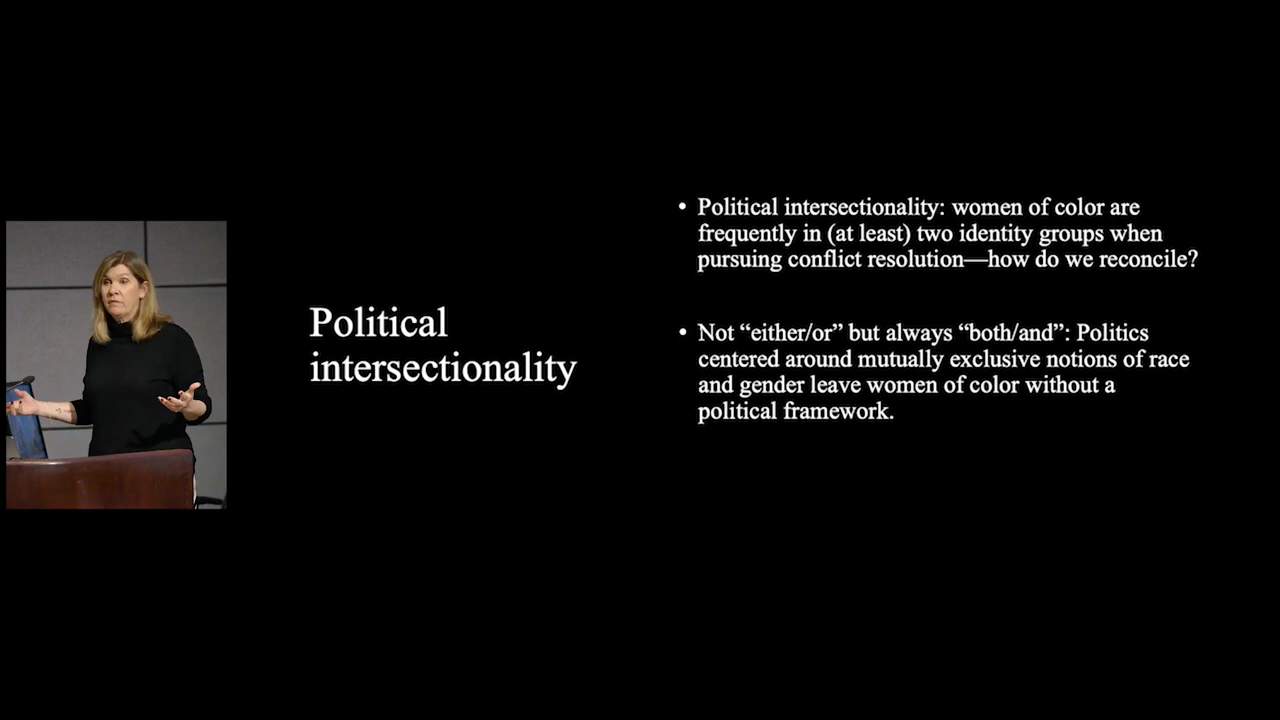 Political
intersectionality
• Political intersectionality: women of color are
frequently in (at least) two identity groups when
pursuing conflict resolution—how do we reconcile?
• Not “either/or” but always “both/and”: Politics
centered around mutually exclusive notions of race
and gender leave women of color without a
political framework.